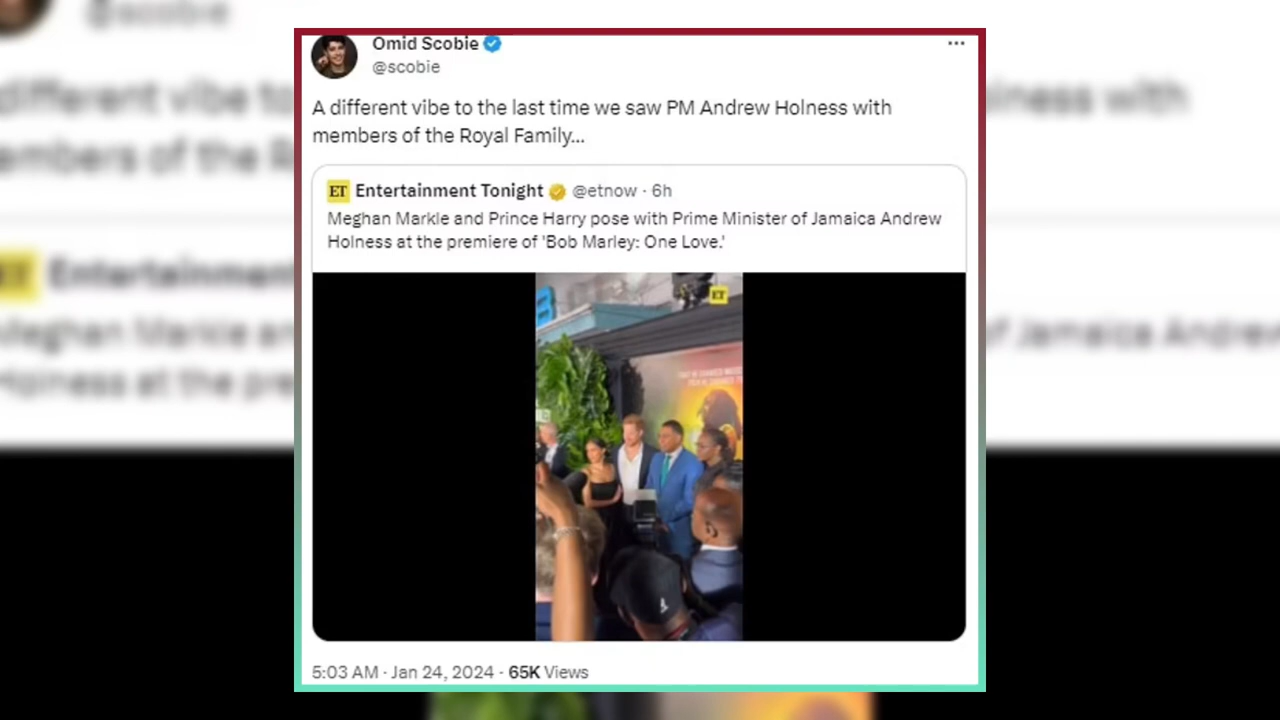 Omid Scobie
@scobie
A different vibe to the last time we saw PM Andrew Holness with
members of the Royal Family...
ET Entertainment Tonight @etnow · 6h
Meghan Markle and Prince Harry pose with Prime Minister of Jamaica Andrew
Holness at the premiere of 'Bob Marley: One Love.'
ET
5:03 AM · Jan 24, 2024 · 65K Views